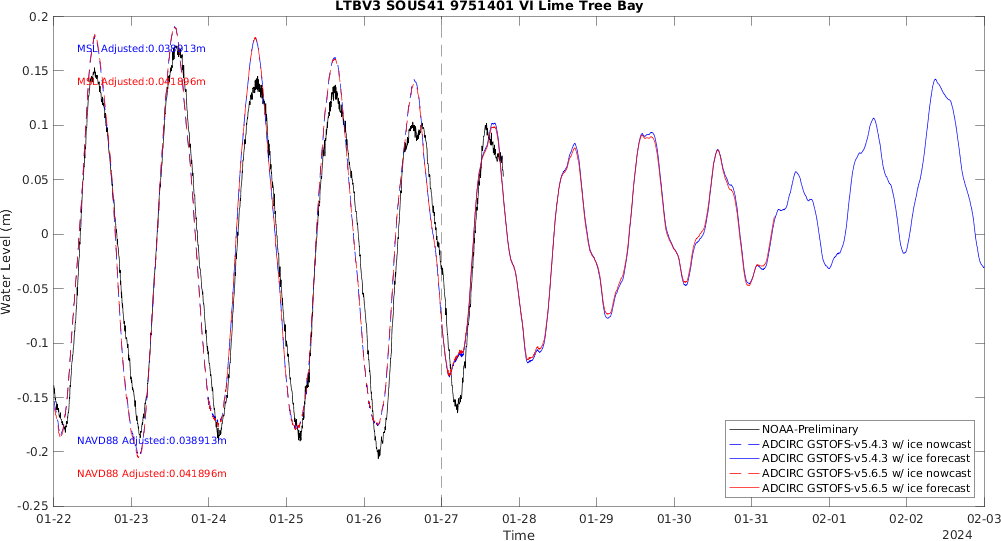 LTBV3 SOUS41 9751401 VI Lime Tree Bay
0.2
0.15
0.1
0.05
0
-0.05
-0.1
-0.15
-0.2
-0.25
Water Level (m)
MSL Adjusted:0.038913m
MSL Adjusted:0.041896m
NAVD88 Adjusted:0.038913m
NAVD88 Adjusted:0.041896m
NOAA-Preliminary
ADCIRC GSTOFS-v5.4.3 w/ ice nowcast
ADCIRC GSTOFS-v5.4.3 w/ ice forecast
ADCIRC GSTOFS-v5.6.5 w/ ice nowcast
ADCIRC GSTOFS-v5.6.5 w/ ice forecast
01-22 01-23 01-24 01-25 01-26 01-27 01-28 01-29 01-30 01-31 02-01 02-02 02-03
Time
2024